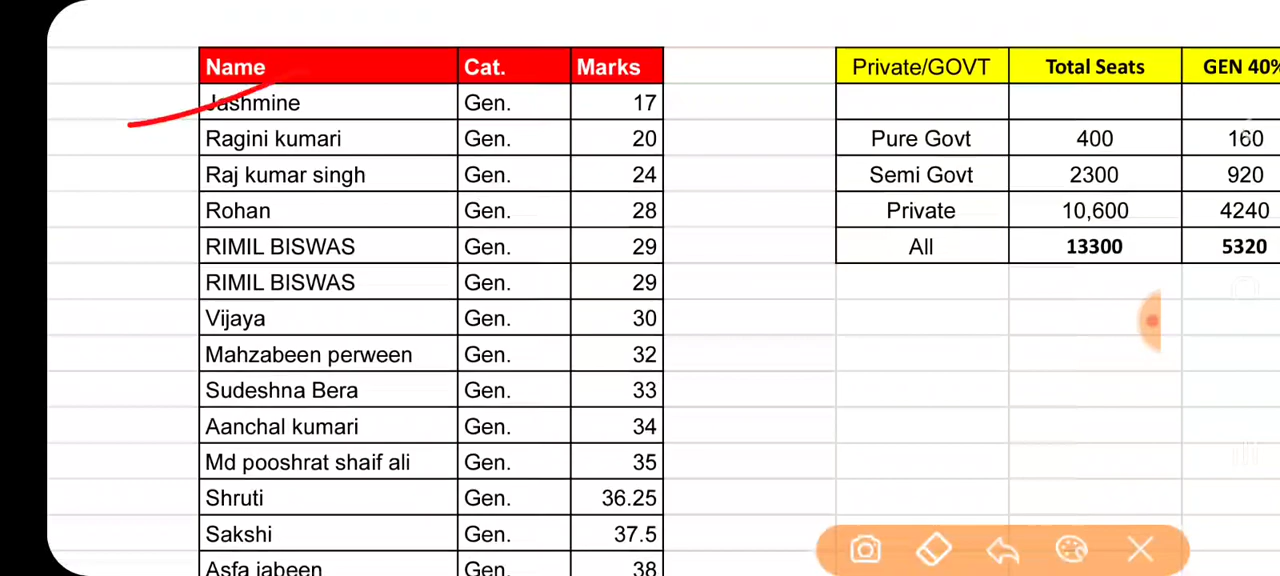 Name Cat. Marks
Jashmine Gen. 17
Ragini kumari Gen. 20
Raj kumar singh Gen. 24
Rohan Gen. 28
RIMIL BISWAS Gen. 29
RIMIL BISWAS Gen. 29
Vijaya Gen. 30
Mahzabeen perween Gen. 32
Sudeshna Bera Gen. 33
Aanchal kumari Gen. 34
Md pooshrat shaif ali Gen. 35
Shruti Gen. 36.25
Sakshi Gen. 37.5
Asfa jabeen Gen. 38
Private/GOVT Total Seats GEN 40%
Pure Govt 400 160
Semi Govt 2300 920
Private 10,600 4240
All 13300 5320